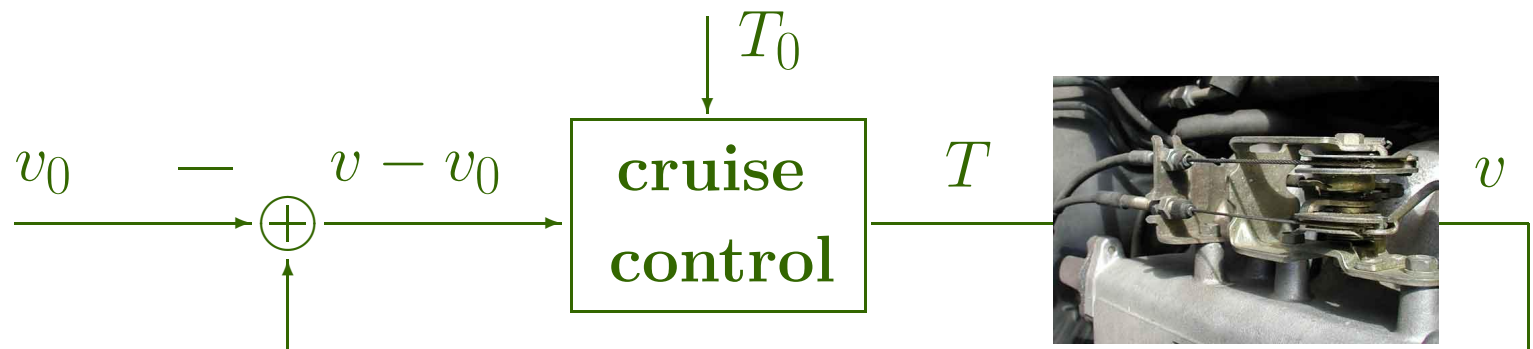 T₀
v₀ − v − v₀
cruise
control
T
v
+